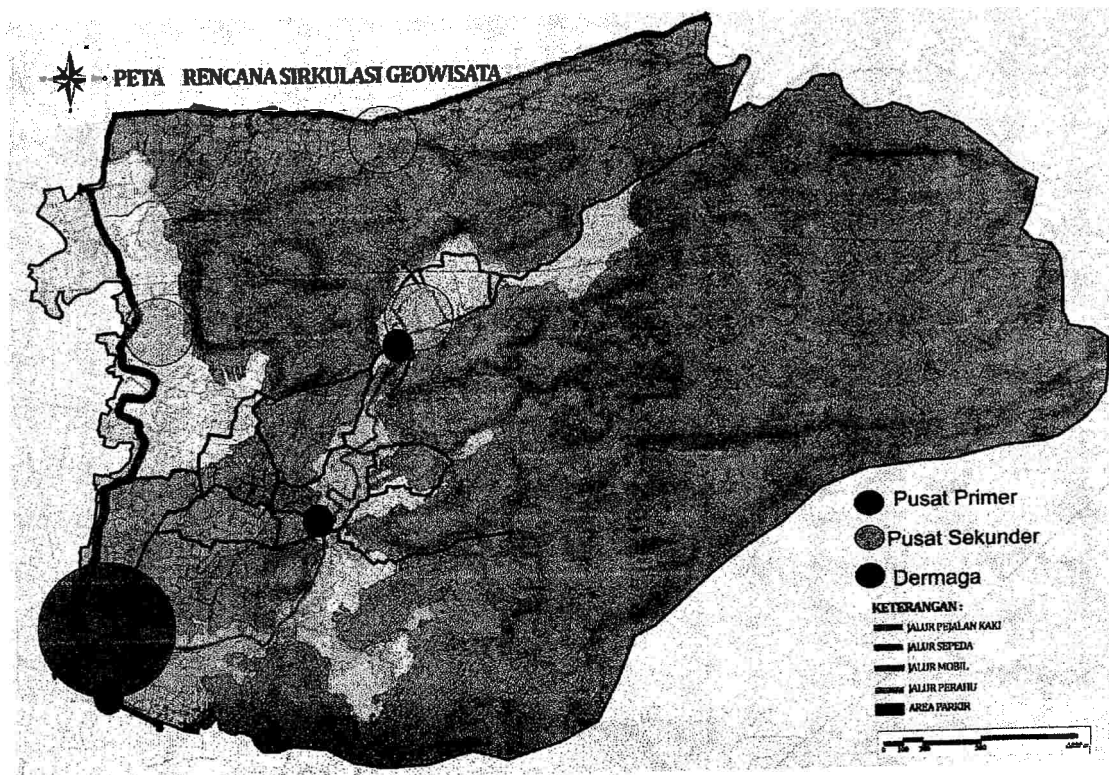 PETA RENCANA SIRKULASI GEOWISATA
Pusat Primer
Pusat Sekunder
Dermaga
KETERANGAN :
JALUR PEJALAN KAKI
JALUR SEPEDA
JALUR MOBIL
JALUR PERAHU
AREA PARKIR